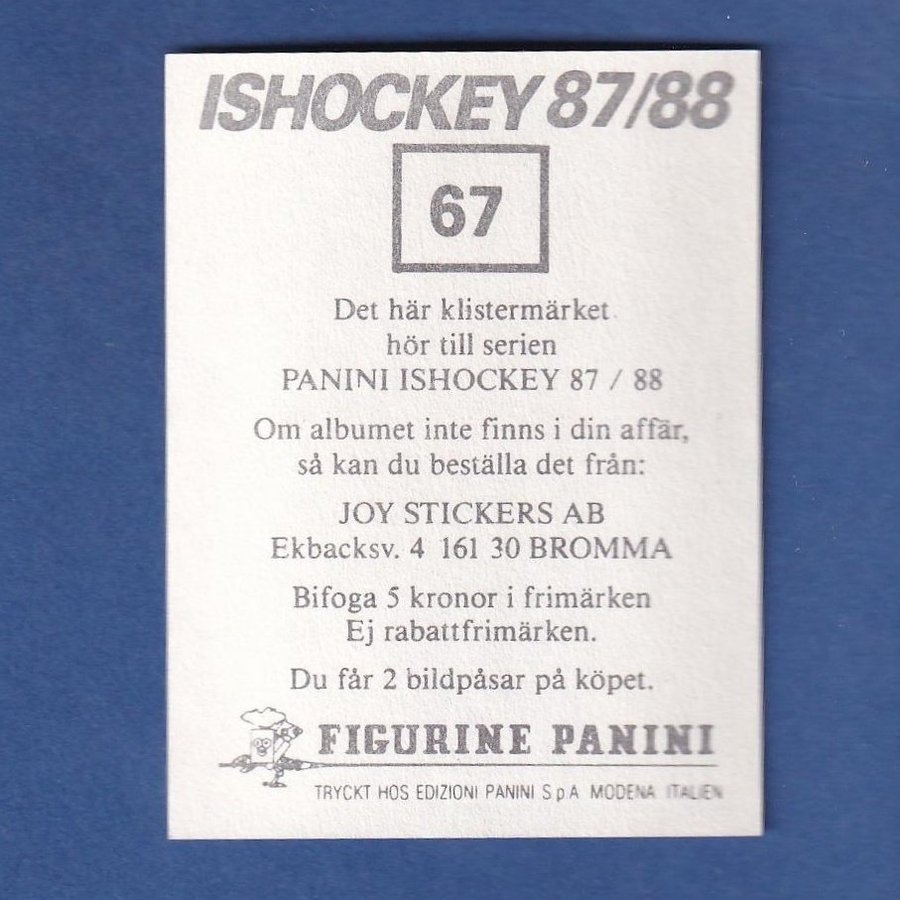 ISHOCKEY 87/88
67
Det här klistermärket
hör till serien
PANINI ISHOCKEY 87 / 88
Om albumet inte finns i din affär,
så kan du beställa det från:
JOY STICKERS AB
Ekbacksv. 4 161 30 BROMMA
Bifoga 5 kronor i frimärken
Ej rabattfrimärken.
Du får 2 bildpåsar på köpet.
FIGURINE PANINI
TRYCKT HOS EDIZIONI PANINI S p A MODENA ITALIEN